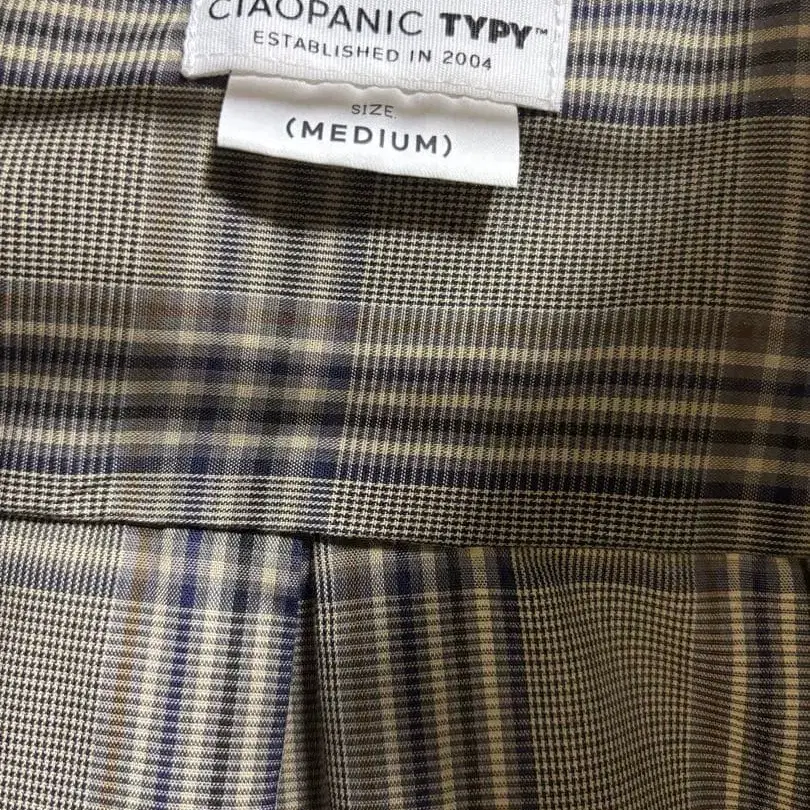 CIAOPANIC TYPY™
ESTABLISHED IN 2004
SIZE.
(MEDIUM)